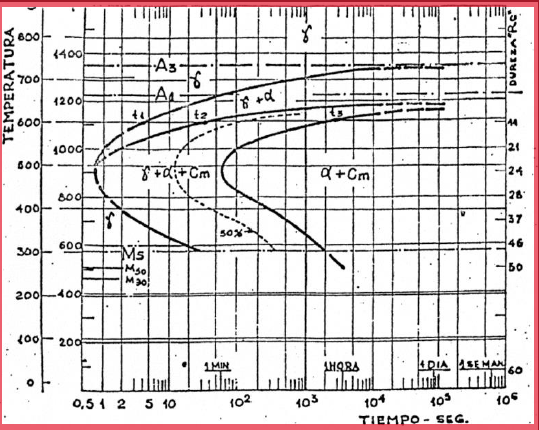 TEMPERATURA
800
700
600
500
400
300
200
100
0
1400
1200
1000
800
600
400
200
A3
A1
γ
γ
γ+α
t1
t2
t3
γ+α+Cm
α+Cm
γ
50%
Ms
M50
M90
DUREZA "Rc"
44
21
24
28
37
46
50
60
1 MIN
1 HORA
1 DIA
1 SEMAN
0,5 1 2 5 10 10² 10³ 10⁴ 10⁵ 10⁶
TIEMPO - SEG.